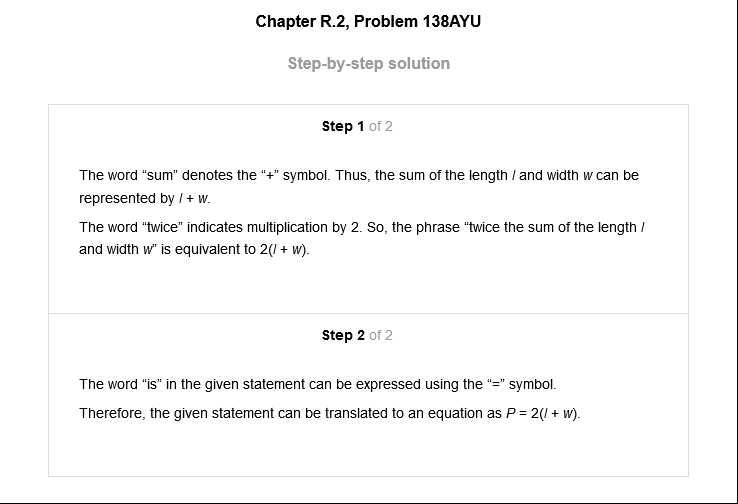 Chapter R.2, Problem 138AYU
Step-by-step solution
Step 1 of 2
The word “sum” denotes the “+” symbol. Thus, the sum of the length l and width w can be
represented by l + w.
The word “twice” indicates multiplication by 2. So, the phrase “twice the sum of the length l
and width w” is equivalent to 2(l + w).
Step 2 of 2
The word “is” in the given statement can be expressed using the “=” symbol.
Therefore, the given statement can be translated to an equation as P = 2(l + w).